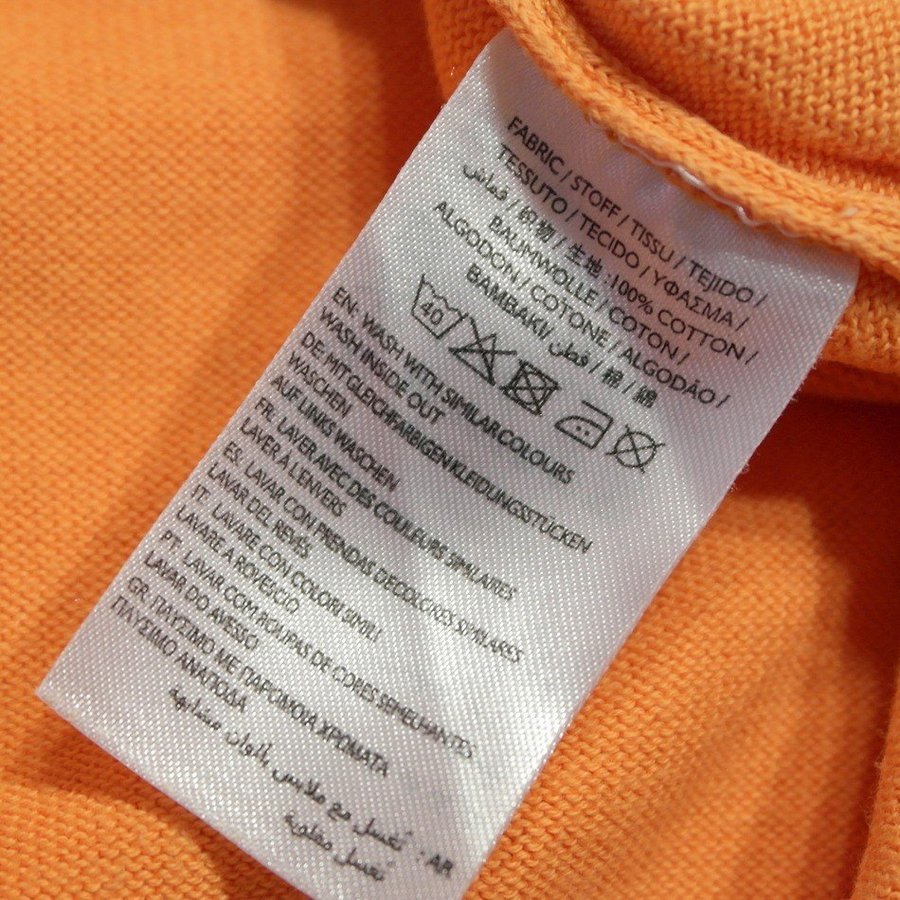 FABRIC / STOFF / TISSU / TEJIDO /
TESSUTO / TECIDO / ΥΦΑΣΜΑ /
قماش / 织物 / 生地 : 100% COTTON /
BAUMWOLLE / COTON /
ALGODON / COTONE / ALGODÃO /
BAMBAKI / قطن / 棉 / 綿
40
EN: WASH WITH SIMILAR COLOURS
WASH INSIDE OUT
DE: MIT GLEICHFARBIGEN KLEIDUNGSSTÜCKEN
WASCHEN
AUF LINKS WASCHEN
FR: LAVER AVEC DES COULEURS SIMILAIRES
LAVER À L'ENVERS
ES: LAVAR CON PRENDAS DE COLORES SIMILARES
LAVAR DEL REVÉS
IT: LAVARE CON COLORI SIMILI
LAVARE A ROVESCIO
PT: LAVAR COM ROUPAS DE CORES SEMELHANTES
LAVAR DO AVESSO
GR: ΠΛΥΣΙΜΟ ΜΕ ΠΑΡΟΜΟΙΑ ΧΡΩΜΑΤΑ
ΠΛΥΣΙΜΟ ΑΝΑΠΟΔΑ
AR : تغسل مع ملابس بألوان مشابهة
تغسل مقلوبة